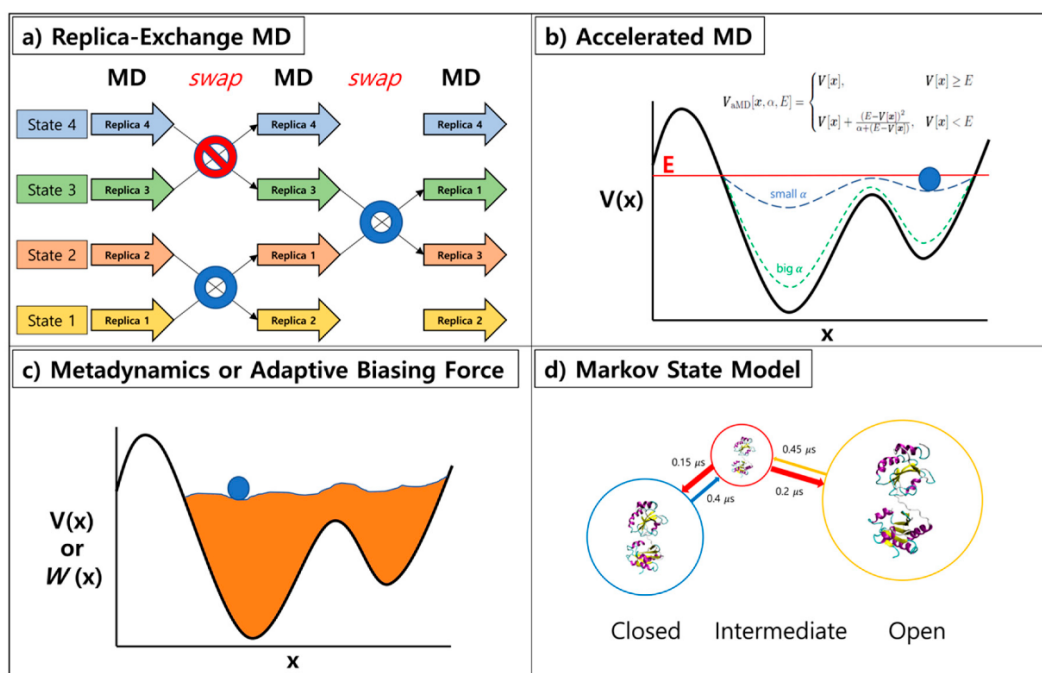 a) Replica-Exchange MD
MD swap MD swap MD
State 4 Replica 4 Replica 4 Replica 4
State 3 Replica 3 Replica 3 Replica 1
State 2 Replica 2 Replica 1 Replica 3
State 1 Replica 1 Replica 2 Replica 2
b) Accelerated MD
V_aMD[x, α, E] = { V[x], V[x] ≥ E
V[x] + (E−V[x])² / α+(E−V[x]), V[x] < E
E
V(x)
small α
big α
x
c) Metadynamics or Adaptive Biasing Force
V(x)
or
W (x)
x
d) Markov State Model
0.15 μs
0.45 μs
0.4 μs
0.2 μs
Closed Intermediate Open